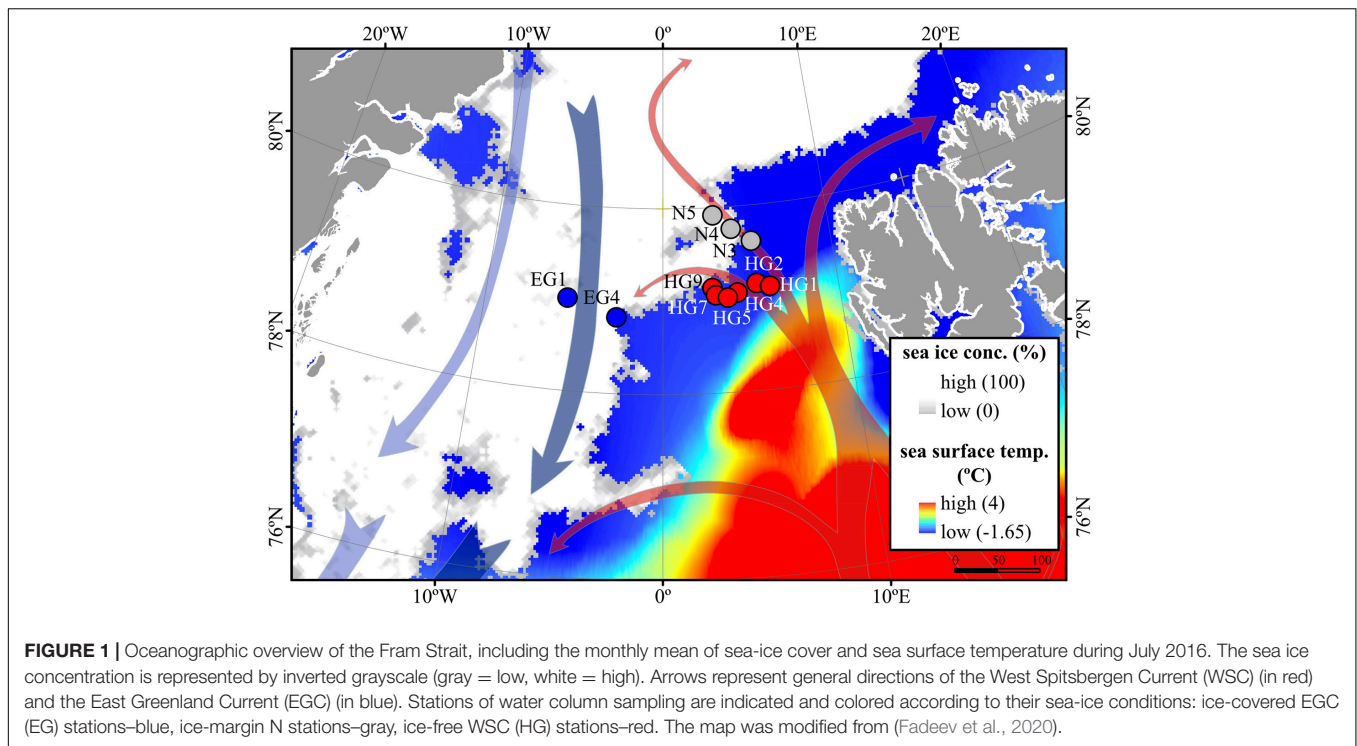 20ºW 10ºW 0º 10ºE 20ºE
80ºN 80ºN
N5
N4
N3
HG2
EG1 HG9 HG1
EG4 HG7 HG4
HG5
78ºN 78ºN
sea ice conc. (%)
high (100)
low (0)
sea surface temp.
(ºC)
high (4)
low (-1.65)
76ºN 76ºN
0 50 100
10ºW 0º 10ºE
FIGURE 1 | Oceanographic overview of the Fram Strait, including the monthly mean of sea-ice cover and sea surface temperature during July 2016. The sea ice
concentration is represented by inverted grayscale (gray = low, white = high). Arrows represent general directions of the West Spitsbergen Current (WSC) (in red)
and the East Greenland Current (EGC) (in blue). Stations of water column sampling are indicated and colored according to their sea-ice conditions: ice-covered EGC
(EG) stations–blue, ice-margin N stations–gray, ice-free WSC (HG) stations–red. The map was modified from (Fadeev et al., 2020).